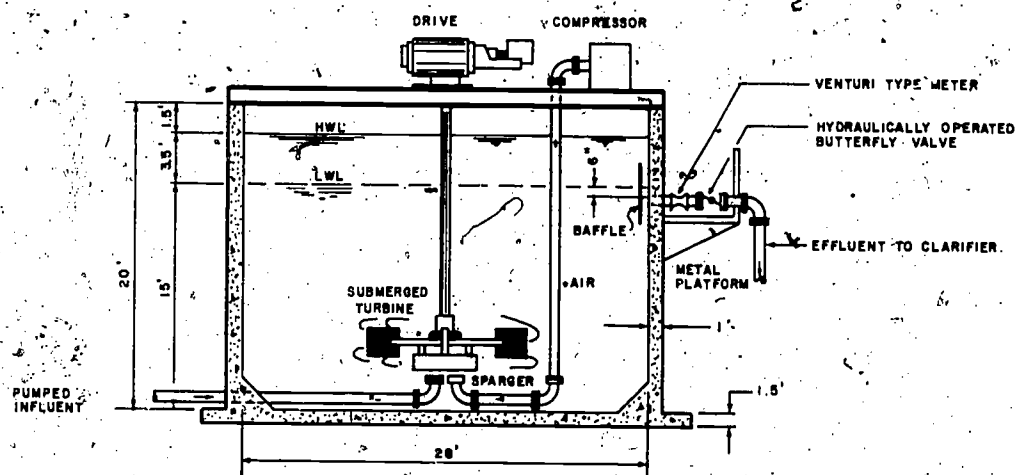 DRIVE
COMPRESSOR
VENTURI TYPE METER
HYDRAULICALLY OPERATED
BUTTERFLY VALVE
1.5'
HWL
3.5'
LWL
6"
BAFFLE
EFFLUENT TO CLARIFIER.
METAL
PLATFORM
AIR
20'
15'
SUBMERGED
TURBINE
1'
SPARGER
PUMPED
INFLUENT
1.5'
28'